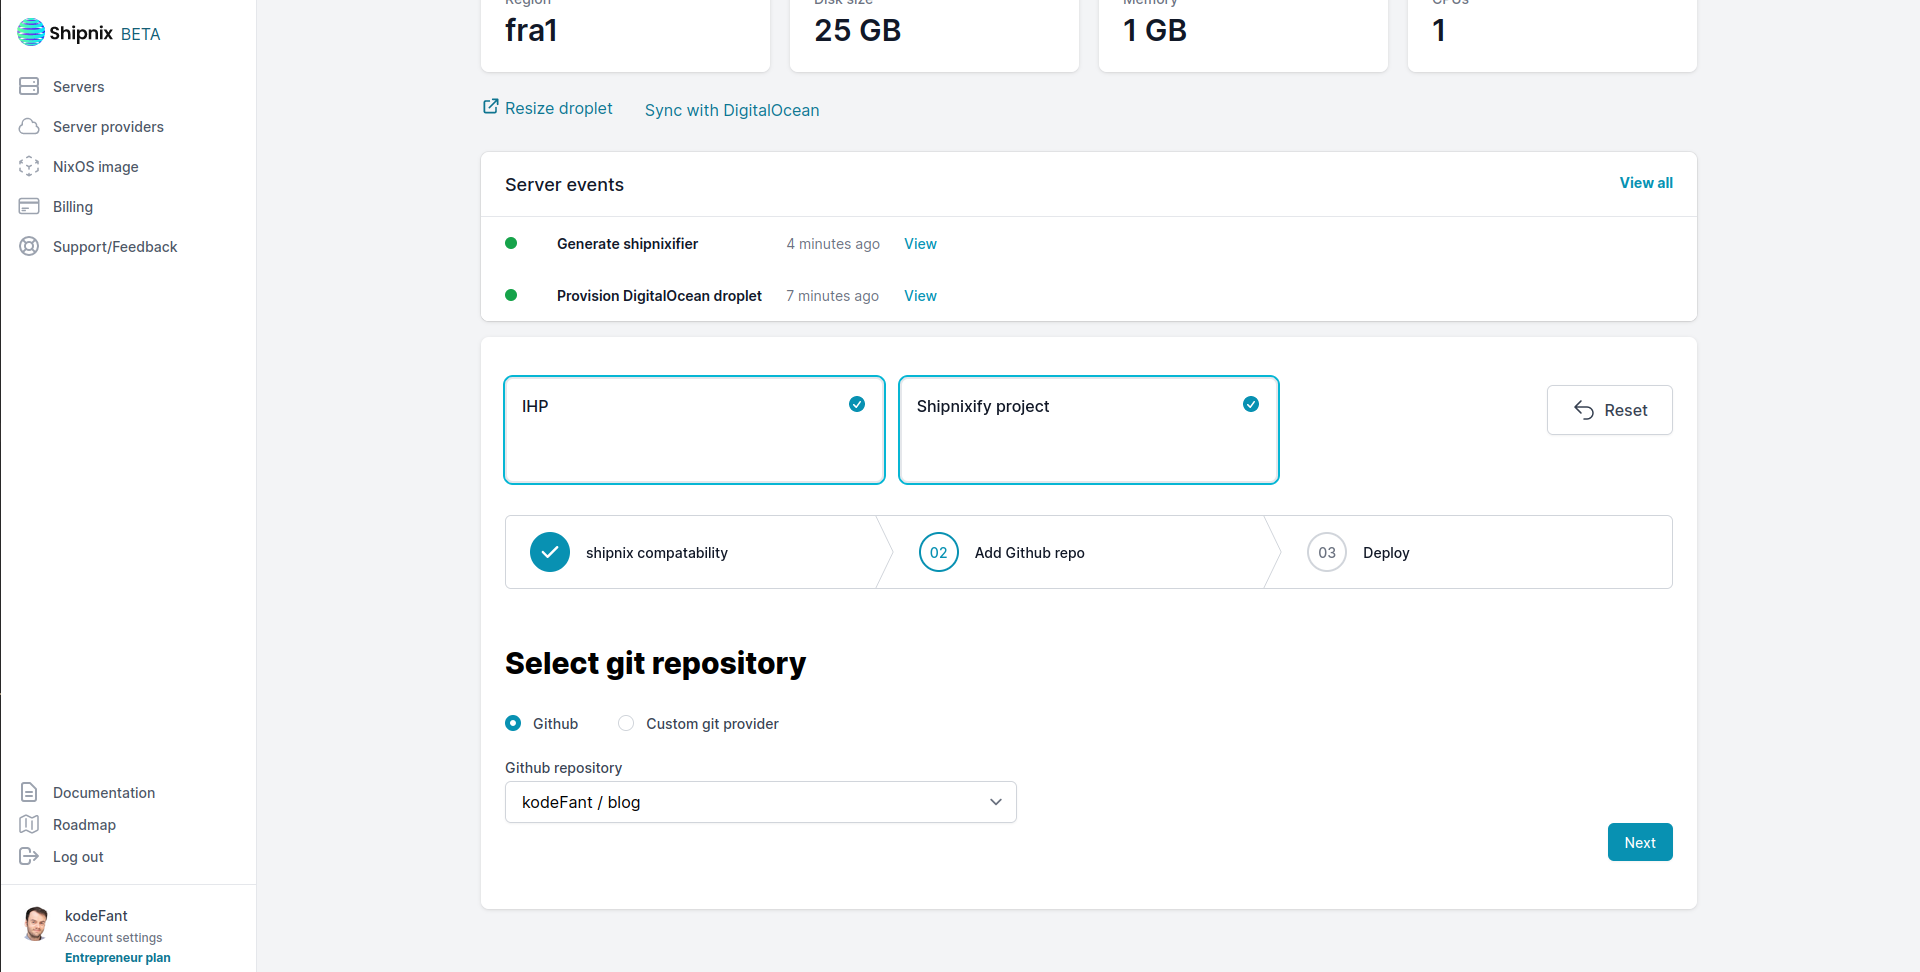 Shipnix BETA
Servers
Server providers
NixOS image
Billing
Support/Feedback
Documentation
Roadmap
Log out
kodeFant
Account settings
Entrepreneur plan
Region
fra1
Disk size
25 GB
Memory
1 GB
CPUs
1
Resize droplet
Sync with DigitalOcean
Server events
View all
Generate shipnixifier 4 minutes ago View
Provision DigitalOcean droplet 7 minutes ago View
IHP
Shipnixify project
Reset
shipnix compatability
02 Add Github repo
03 Deploy
Select git repository
Github
Custom git provider
Github repository
kodeFant / blog
Next